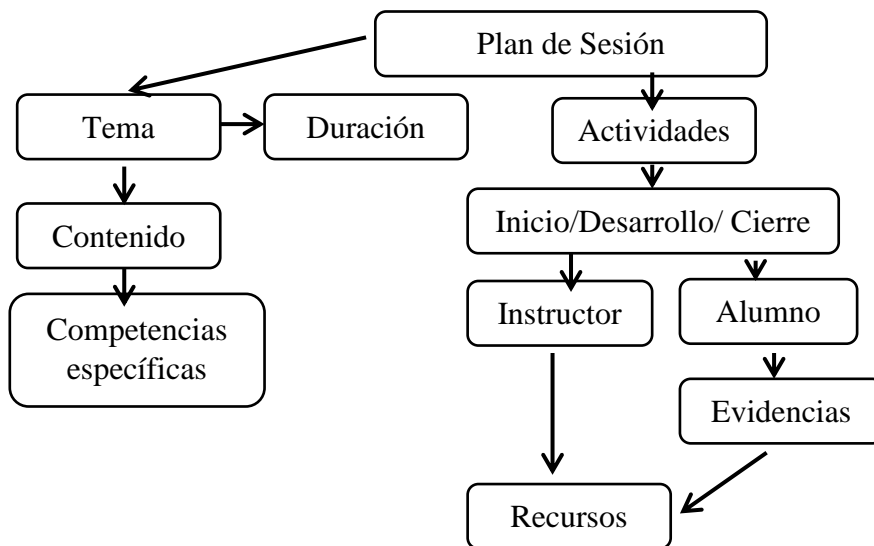 Plan de Sesión
Tema
Duración
Actividades
Contenido
Inicio/Desarrollo/ Cierre
Competencias
específicas
Instructor
Alumno
Evidencias
Recursos